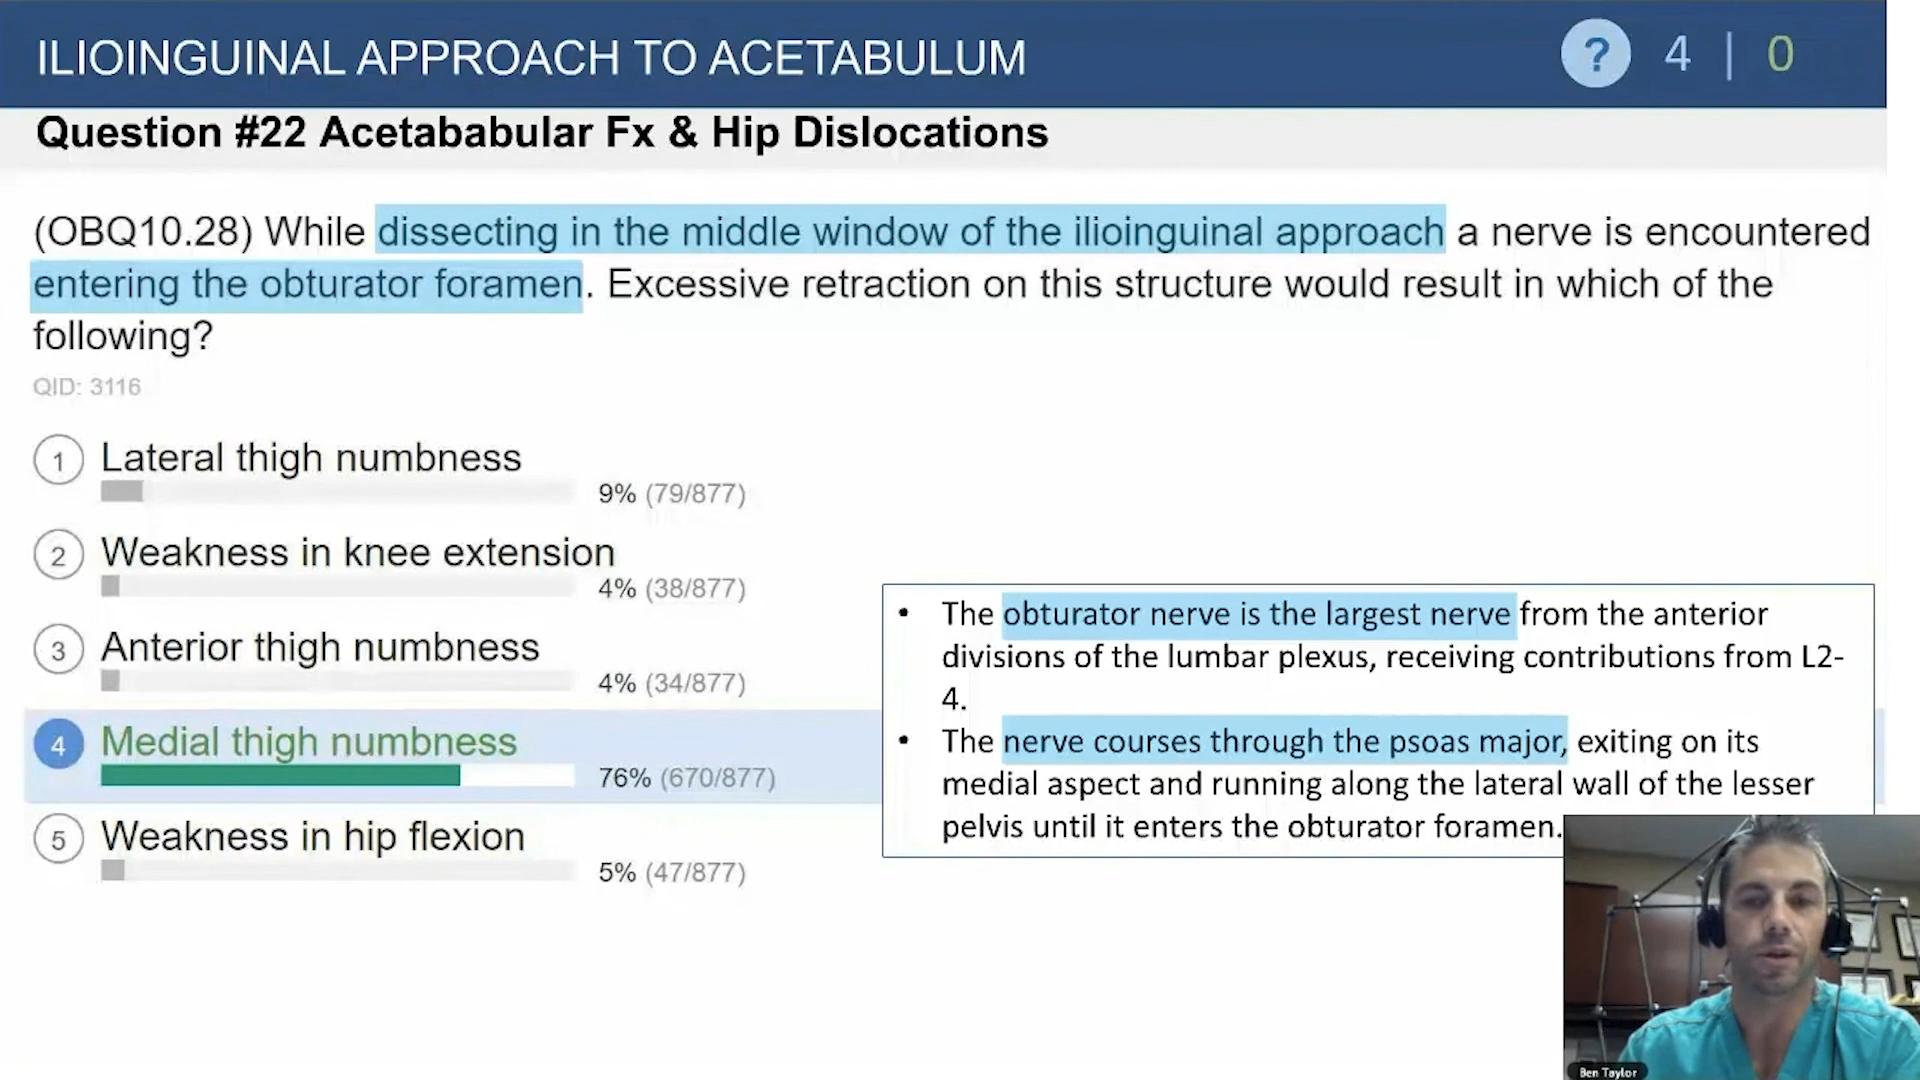 ILIOINGUINAL APPROACH TO ACETABULUM
? 4 | 0
Question #22 Acetababular Fx & Hip Dislocations
(OBQ10.28) While dissecting in the middle window of the ilioinguinal approach a nerve is encountered
entering the obturator foramen. Excessive retraction on this structure would result in which of the
following?
QID: 3116
1 Lateral thigh numbness
9% (79/877)
2 Weakness in knee extension
4% (38/877)
3 Anterior thigh numbness
4% (34/877)
4 Medial thigh numbness
76% (670/877)
5 Weakness in hip flexion
5% (47/877)
• The obturator nerve is the largest nerve from the anterior
divisions of the lumbar plexus, receiving contributions from L2-
4.
• The nerve courses through the psoas major, exiting on its
medial aspect and running along the lateral wall of the lesser
pelvis until it enters the obturator foramen.
Ben Taylor